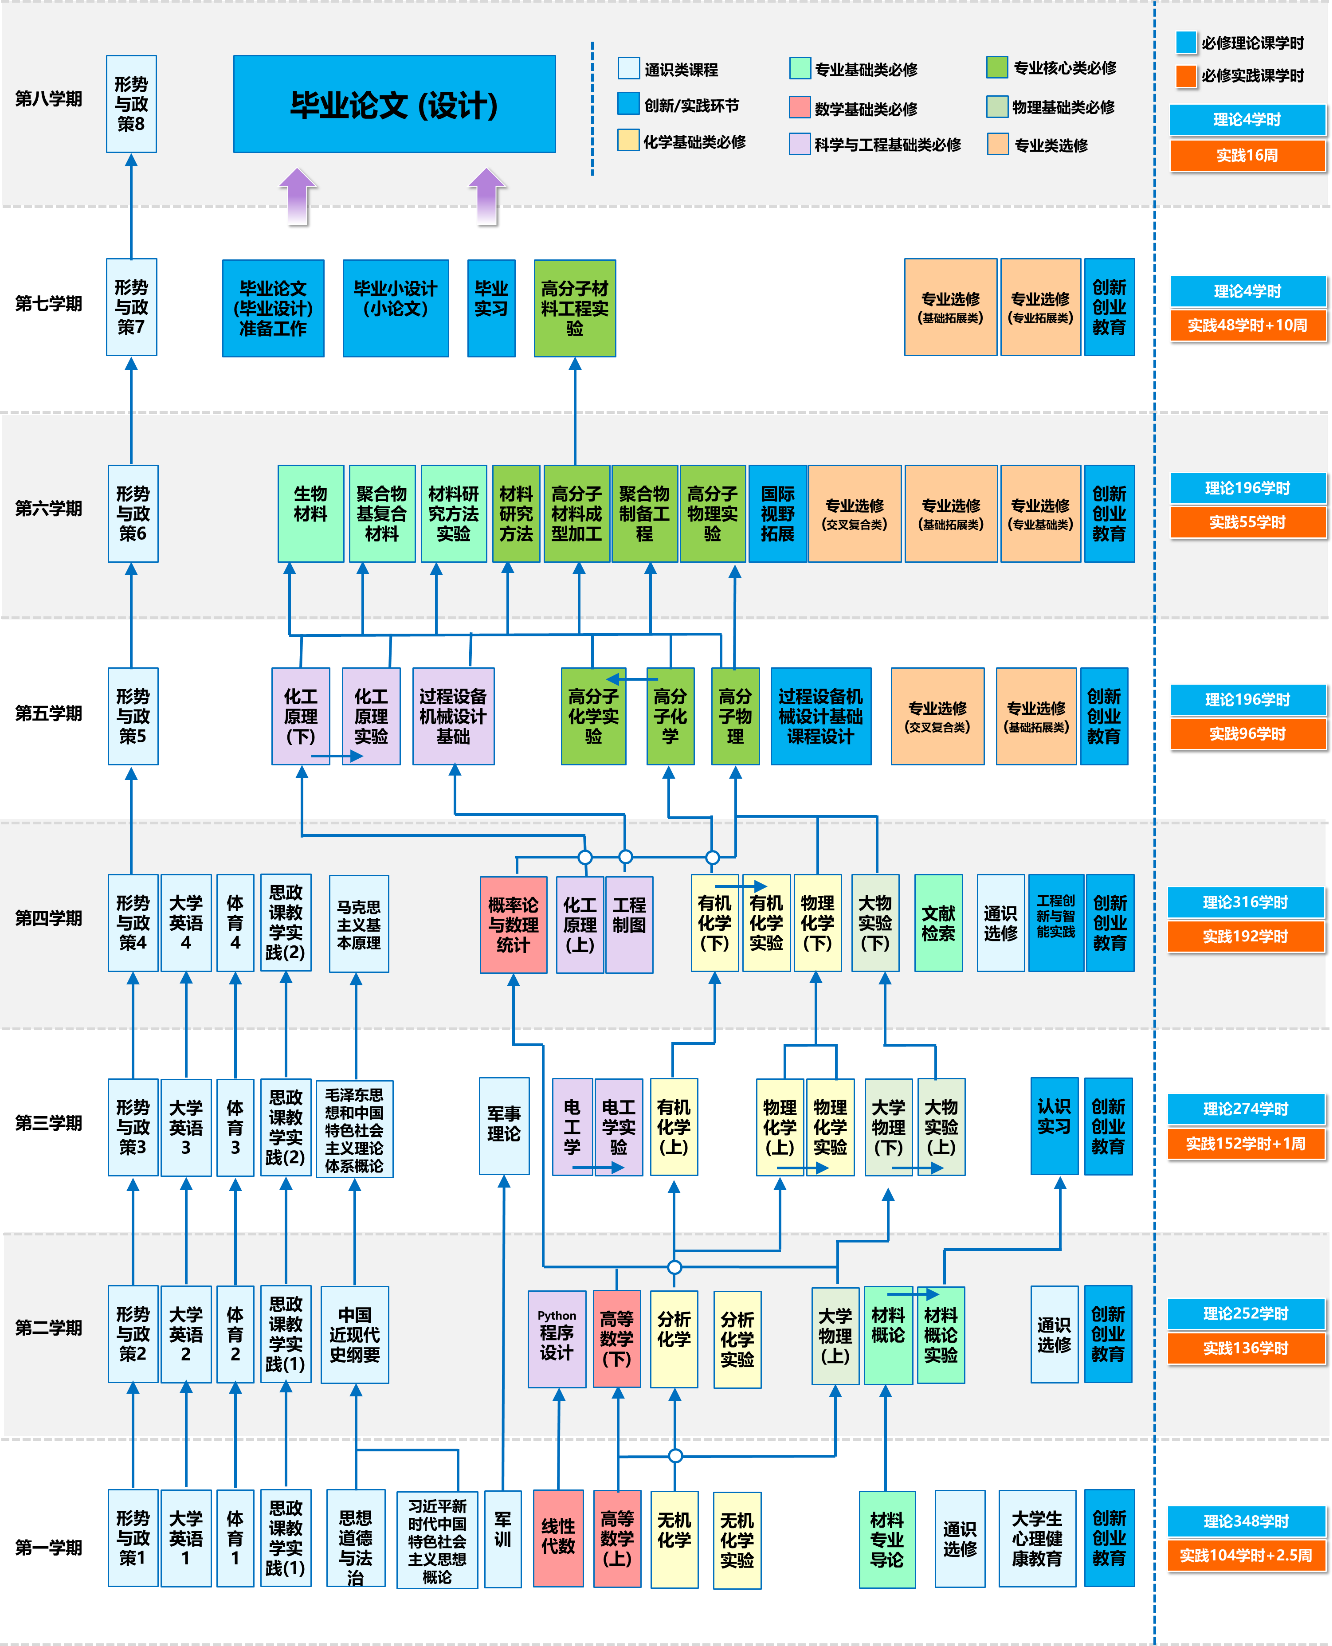 第八学期
形势
与政
策8
毕业论文 (设计)
通识类课程
创新/实践环节
化学基础类必修
专业基础类必修
数学基础类必修
科学与工程基础类必修
专业核心类必修
物理基础类必修
专业类选修
必修理论课学时
必修实践课学时
理论4学时
实践16周
第七学期
形势
与政
策7
毕业论文
(毕业设计)
准备工作
毕业小设计
(小论文)
毕业
实习
高分子材
料工程实
验
专业选修
(基础拓展类)
专业选修
(专业拓展类)
创新
创业
教育
理论4学时
实践48学时+10周
第六学期
形势
与政
策6
生物
材料
聚合物
基复合
材料
材料研
究方法
实验
材料
研究
方法
高分子
材料成
型加工
聚合物
制备工
程
高分子
物理实
验
国际
视野
拓展
专业选修
(交叉复合类)
专业选修
(基础拓展类)
专业选修
(专业基础类)
创新
创业
教育
理论196学时
实践55学时
第五学期
形势
与政
策5
化工
原理
(下)
化工
原理
实验
过程设备
机械设计
基础
高分子
化学实
验
高分
子化
学
高分
子物
理
过程设备机
械设计基础
课程设计
专业选修
(交叉复合类)
专业选修
(基础拓展类)
创新
创业
教育
理论196学时
实践96学时
第四学期
形势
与政
策4
大学
英语
4
体
育
4
思政
课教
学实
践(2)
马克思
主义基
本原理
概率论
与数理
统计
化工
原理
(上)
工程
制图
有机
化学
(下)
有机
化学
实验
物理
化学
(下)
大物
实验
(下)
文献
检索
通识
选修
工程创
新与智
能实践
创新
创业
教育
理论316学时
实践192学时
第三学期
形势
与政
策3
大学
英语
3
体
育
3
思政
课教
学实
践(2)
毛泽东思
想和中国
特色社会
主义理论
体系概论
军事
理论
电
工
学
电工
学实
验
有机
化学
(上)
物理
化学
(上)
物理
化学
实验
大学
物理
(下)
大物
实验
(上)
认识
实习
创新
创业
教育
理论274学时
实践152学时+1周
第二学期
形势
与政
策2
大学
英语
2
体
育
2
思政
课教
学实
践(1)
中国
近现代
史纲要
Python
程序
设计
高等
数学
(下)
分析
化学
分析
化学
实验
大学
物理
(上)
材料
概论
材料
概论
实验
通识
选修
创新
创业
教育
理论252学时
实践136学时
第一学期
形势
与政
策1
大学
英语
1
体
育
1
思政
课教
学实
践(1)
思想
道德
与法
治
习近平新
时代中国
特色社会
主义思想
概论
军
训
线性
代数
高等
数学
(上)
无机
化学
无机
化学
实验
材料
专业
导论
通识
选修
大学生
心理健
康教育
创新
创业
教育
理论348学时
实践104学时+2.5周